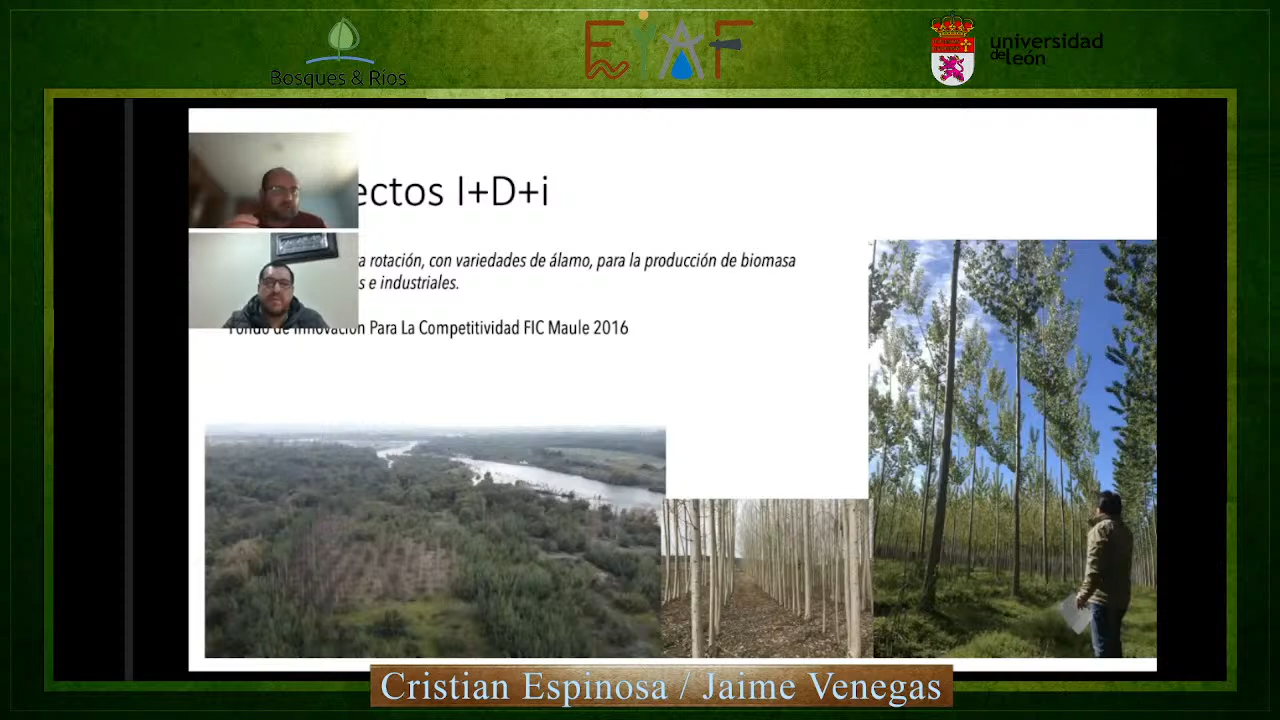 Bosques & Ríos
EYAF
universidad
de león
ectos I+D+i
a rotación, con variedades de álamo, para la producción de biomasa
s e industriales.
Fondo de Innovación Para La Competitividad FIC Maule 2016
Cristian Espinosa / Jaime Venegas